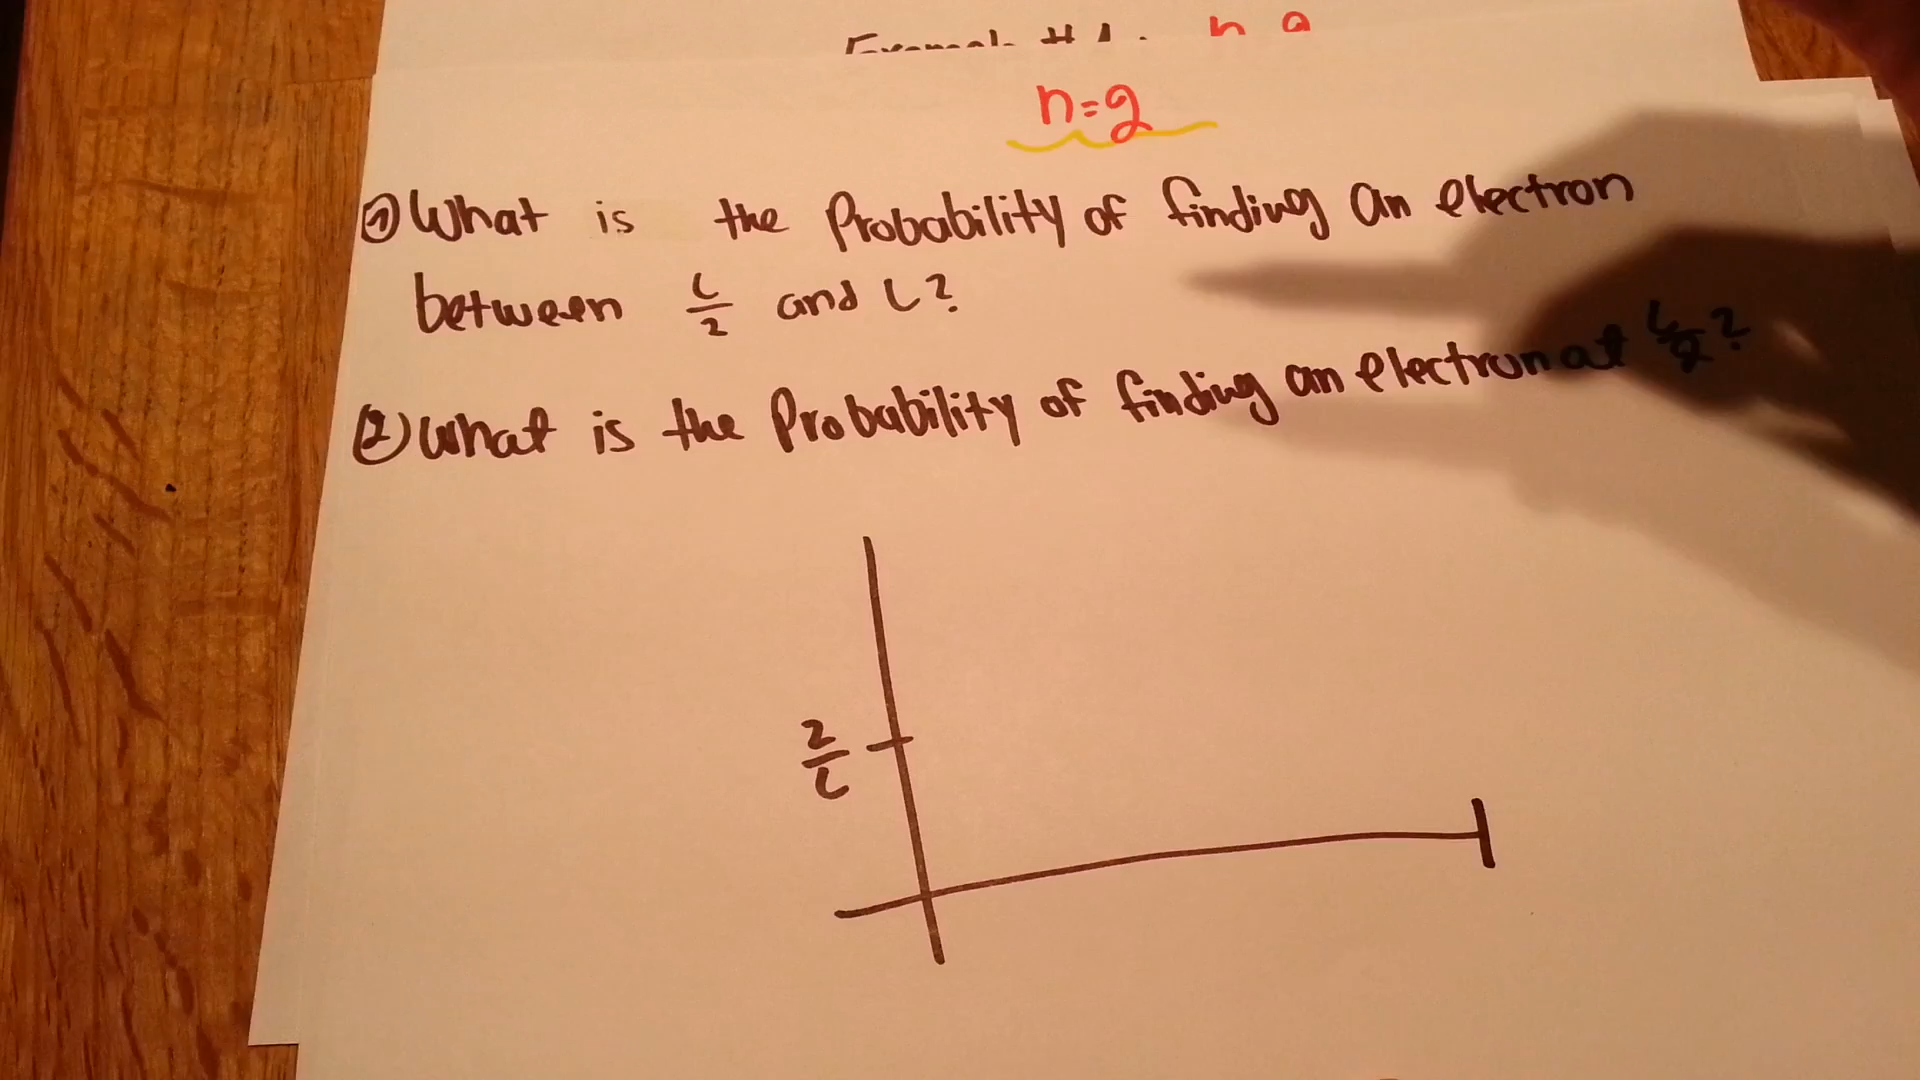 n=2
① What is the Probability of finding an electron
between L/2 and L?
② What is the Probability of finding an electron at L/2?
2/L